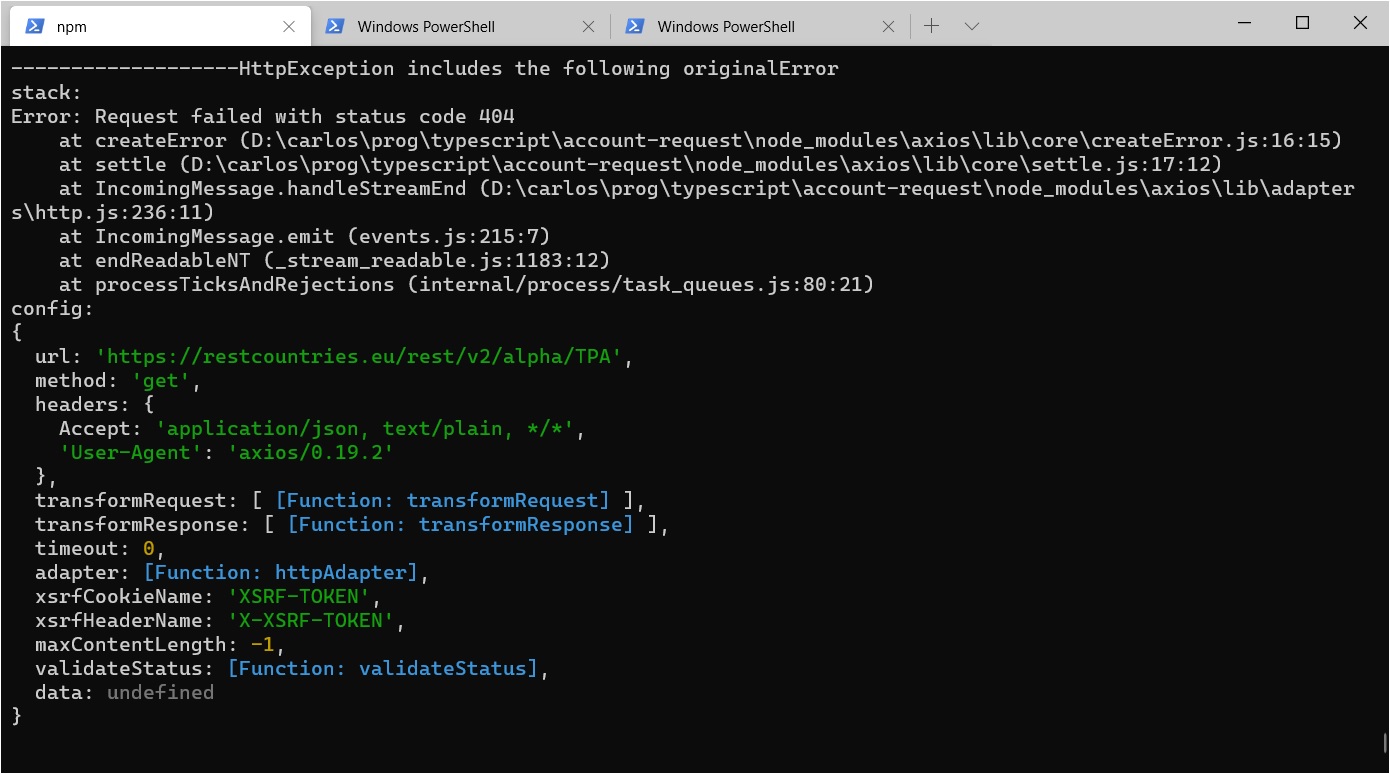 npm
Windows PowerShell
Windows PowerShell
-------------------HttpException includes the following originalError
stack:
Error: Request failed with status code 404
    at createError (D:\carlos\prog\typescript\account-request\node_modules\axios\lib\core\createError.js:16:15)
    at settle (D:\carlos\prog\typescript\account-request\node_modules\axios\lib\core\settle.js:17:12)
    at IncomingMessage.handleStreamEnd (D:\carlos\prog\typescript\account-request\node_modules\axios\lib\adapter
s\http.js:236:11)
    at IncomingMessage.emit (events.js:215:7)
    at endReadableNT (_stream_readable.js:1183:12)
    at processTicksAndRejections (internal/process/task_queues.js:80:21)
config:
{
  url: 'https://restcountries.eu/rest/v2/alpha/TPA',
  method: 'get',
  headers: {
    Accept: 'application/json, text/plain, */*',
    'User-Agent': 'axios/0.19.2'
  },
  transformRequest: [ [Function: transformRequest] ],
  transformResponse: [ [Function: transformResponse] ],
  timeout: 0,
  adapter: [Function: httpAdapter],
  xsrfCookieName: 'XSRF-TOKEN',
  xsrfHeaderName: 'X-XSRF-TOKEN',
  maxContentLength: -1,
  validateStatus: [Function: validateStatus],
  data: undefined
}